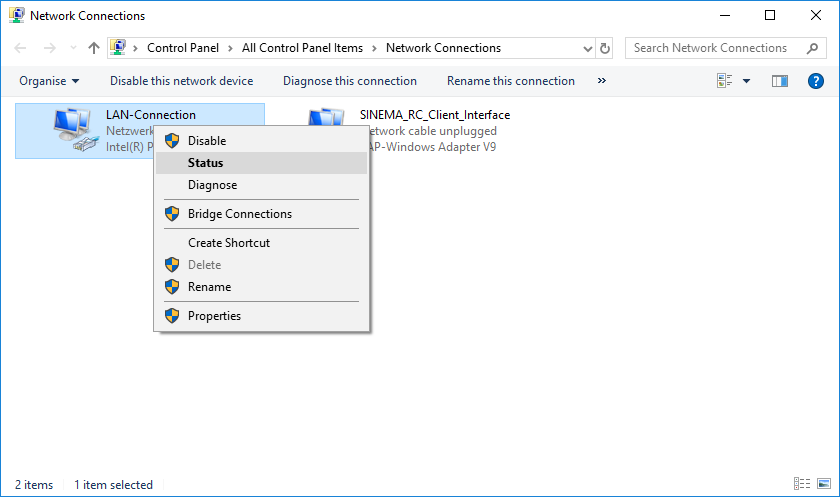 Network Connections
Control Panel > All Control Panel Items > Network Connections
Search Network Connections
Organise Disable this network device Diagnose this connection Rename this connection »
LAN-Connection
Intel(R)
SINEMA_RC_Client_Interface
cable unplugged
AP-Windows Adapter V9
Disable
Status
Diagnose
Bridge Connections
Create Shortcut
Delete
Rename
Properties
2 items 1 item selected